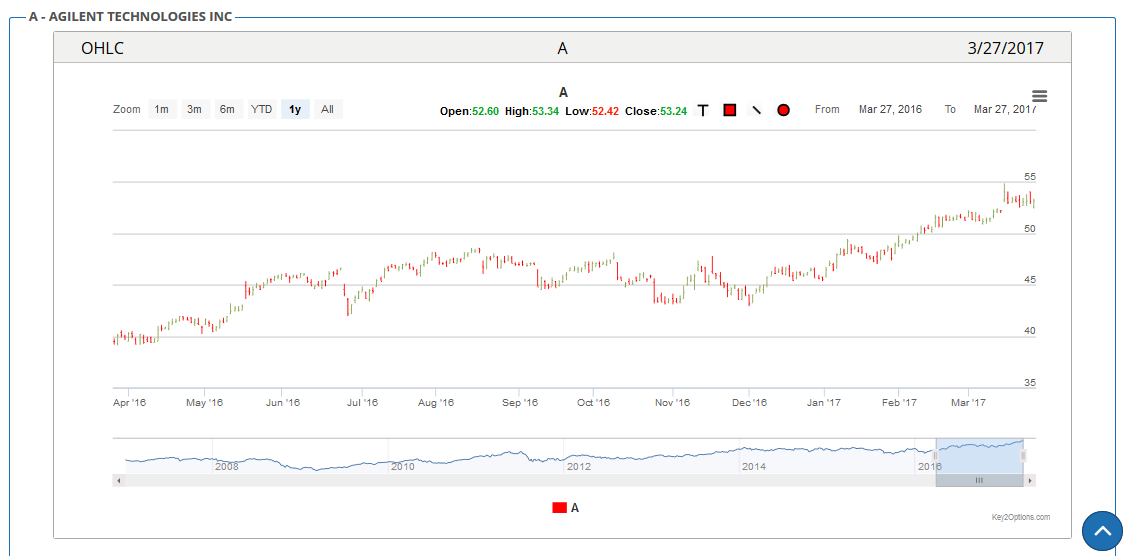 A - AGILENT TECHNOLOGIES INC
OHLC A 3/27/2017
A
Zoom 1m 3m 6m YTD 1y All Open:52.60 High:53.34 Low:52.42 Close:53.24 T From Mar 27, 2016 To Mar 27, 2017
55
50
45
40
35
Apr '16 May '16 Jun '16 Jul '16 Aug '16 Sep '16 Oct '16 Nov '16 Dec '16 Jan '17 Feb '17 Mar '17
2008 2010 2012 2014 2016
A
Key2Options.com